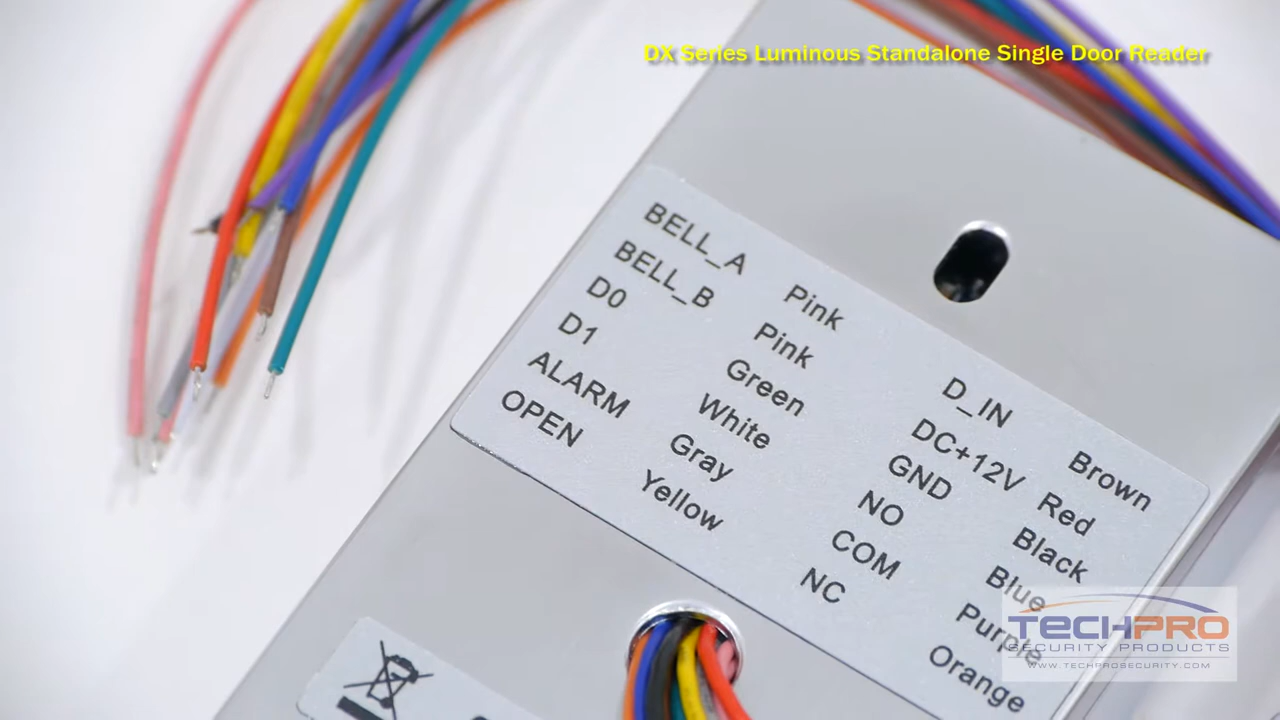 DX Series Luminous Standalone Single Door Reader
BELL_A Pink
BELL_B Pink
D0 Green
D1 White
ALARM Gray
OPEN Yellow
D_IN Brown
DC+12V Red
GND Black
NO Blue
COM Purple
NC Orange
TECHPRO
SECURITY PRODUCTS
WWW.TECHPROSECURITY.COM